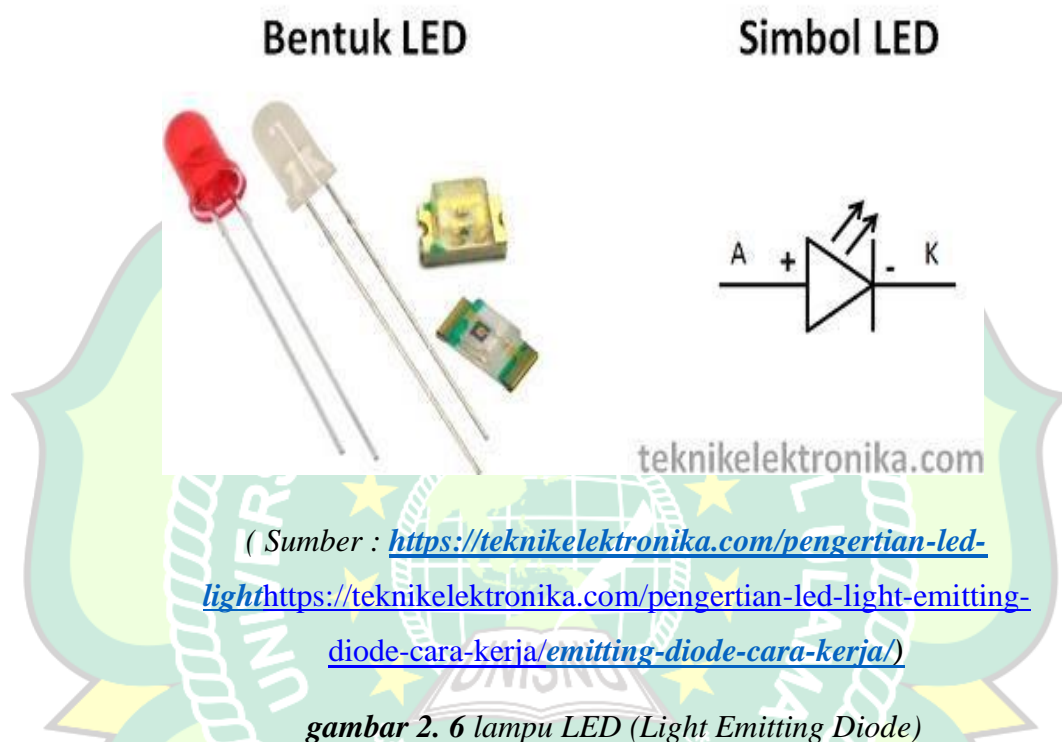 Bentuk LED
Simbol LED
A + - K
teknikelektronika.com
( Sumber : https://teknikelektronika.com/pengertian-led-
lighthttps://teknikelektronika.com/pengertian-led-light-emitting-
diode-cara-kerja/emitting-diode-cara-kerja/)
UNISNU
gambar 2. 6 lampu LED (Light Emitting Diode)